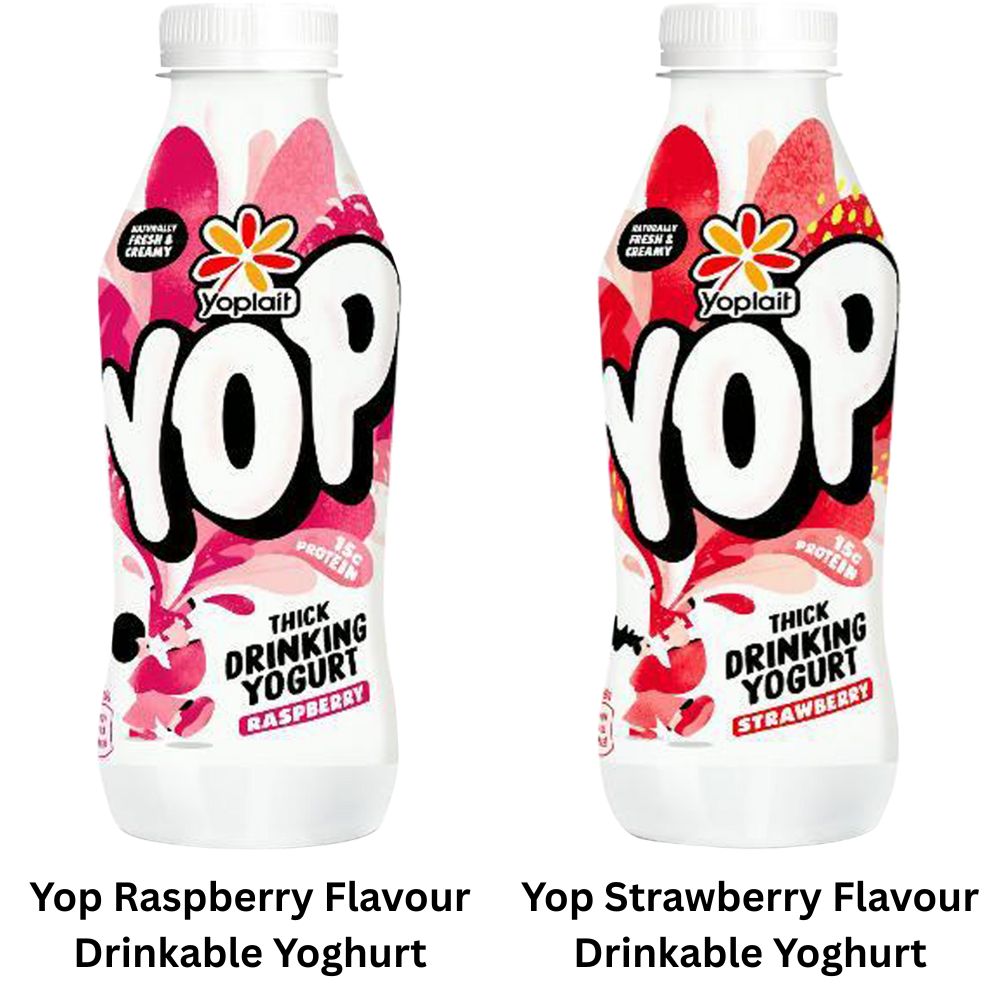 NATURALLY
FRESH &
CREAMY
Yoplait
YOP
15G
PROTEIN
THICK
DRINKING
YOGURT
RASPBERRY
Yop Raspberry Flavour
Drinkable Yoghurt
NATURALLY
FRESH &
CREAMY
Yoplait
YOP
15G
PROTEIN
THICK
DRINKING
YOGURT
STRAWBERRY
Yop Strawberry Flavour
Drinkable Yoghurt